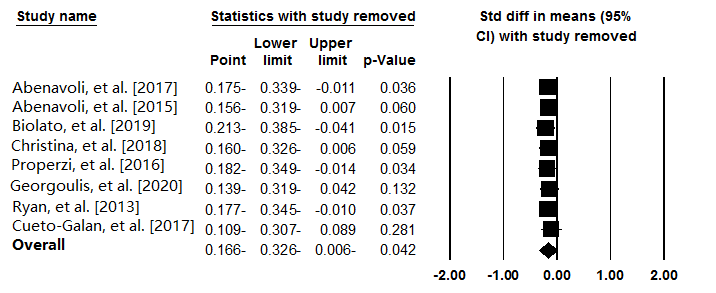 Study name Statistics with study removed Std diff in means (95%
CI) with study removed
Point Lower limit Upper limit p-Value
Abenavoli, et al. [2017] 0.175- 0.339- -0.011 0.036
Abenavoli, et al. [2015] 0.156- 0.319- 0.007 0.060
Biolato, et al. [2019] 0.213- 0.385- -0.041 0.015
Christina, et al. [2018] 0.160- 0.326- 0.006 0.059
Properzi, et al. [2016] 0.182- 0.349- -0.014 0.034
Georgoulis, et al. [2020] 0.139- 0.319- 0.042 0.132
Ryan, et al. [2013] 0.177- 0.345- -0.010 0.037
Cueto-Galan, et al. [2017] 0.109- 0.307- 0.089 0.281
Overall 0.166- 0.326- 0.006- 0.042
-2.00 -1.00 0.00 1.00 2.00